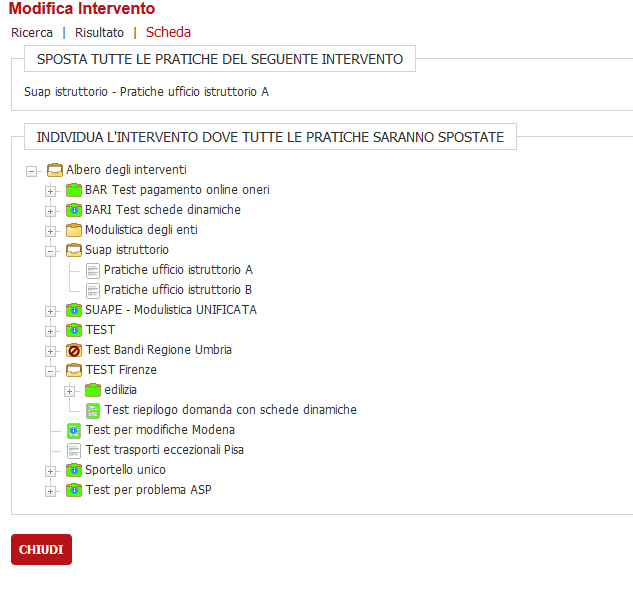 Modifica Intervento
Ricerca | Risultato | Scheda
SPOSTA TUTTE LE PRATICHE DEL SEGUENTE INTERVENTO
Suap istruttorio - Pratiche ufficio istruttorio A
INDIVIDUA L'INTERVENTO DOVE TUTTE LE PRATICHE SARANNO SPOSTATE
Albero degli interventi
BAR Test pagamento online oneri
BARI Test schede dinamiche
Modulistica degli enti
Suap istruttorio
Pratiche ufficio istruttorio A
Pratiche ufficio istruttorio B
SUAPE - Modulistica UNIFICATA
TEST
Test Bandi Regione Umbria
TEST Firenze
edilizia
Test riepilogo domanda con schede dinamiche
Test per modifiche Modena
Test trasporti eccezionali Pisa
Sportello unico
Test per problema ASP
CHIUDI